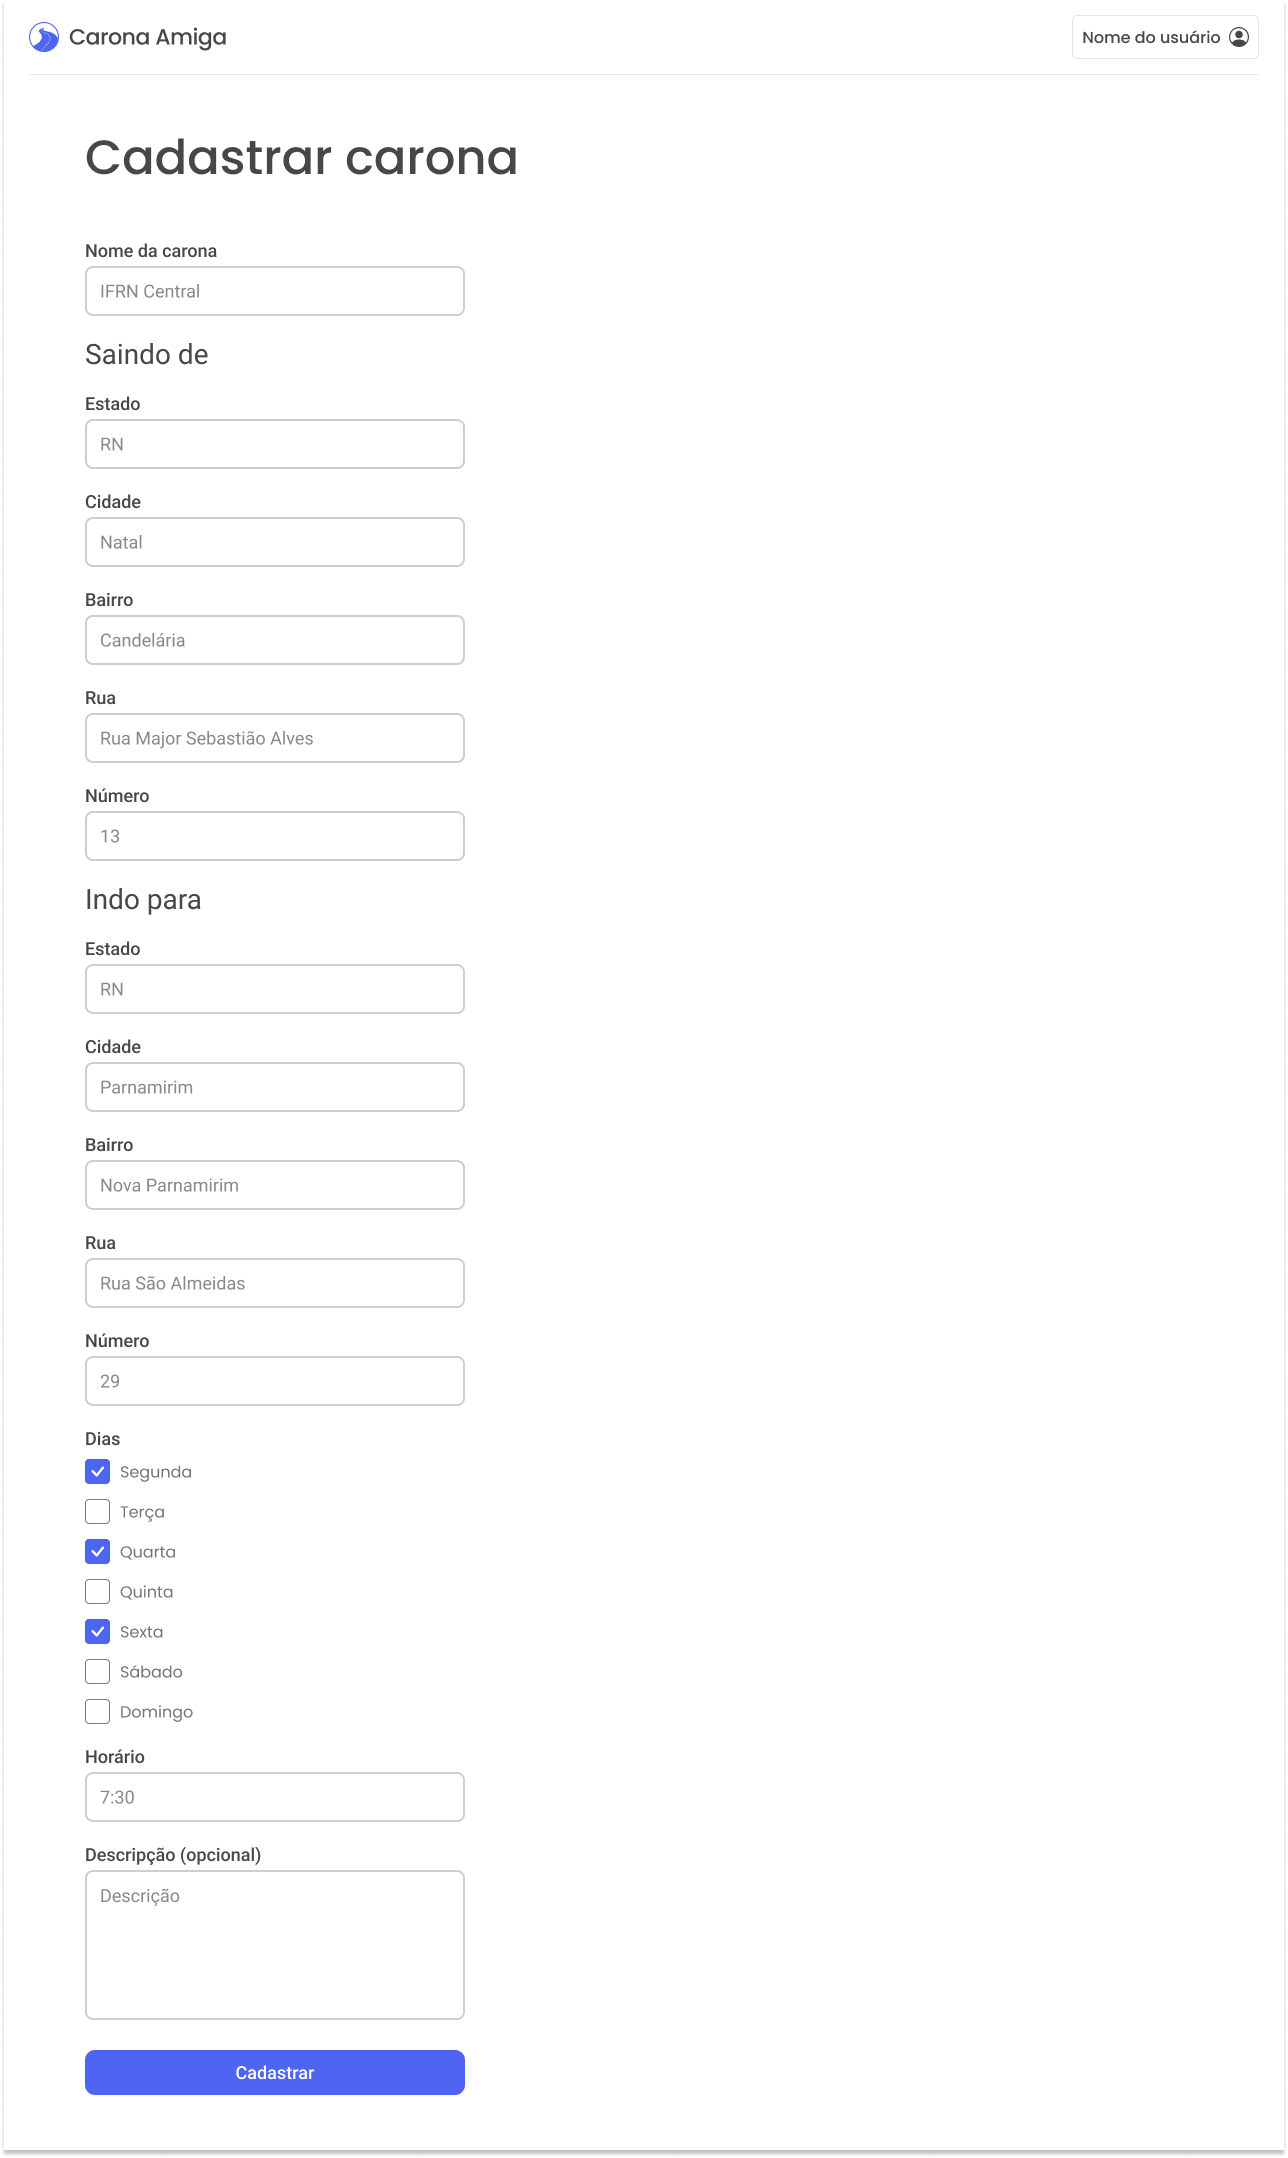 Carona Amiga
Nome do usuário
Cadastrar carona
Nome da carona
IFRN Central
Saindo de
Estado
RN
Cidade
Natal
Bairro
Candelária
Rua
Rua Major Sebastião Alves
Número
13
Indo para
Estado
RN
Cidade
Parnamirim
Bairro
Nova Parnamirim
Rua
Rua São Almeidas
Número
29
Dias
Segunda
Terça
Quarta
Quinta
Sexta
Sábado
Domingo
Horário
7:30
Descripção (opcional)
Descrição
Cadastrar